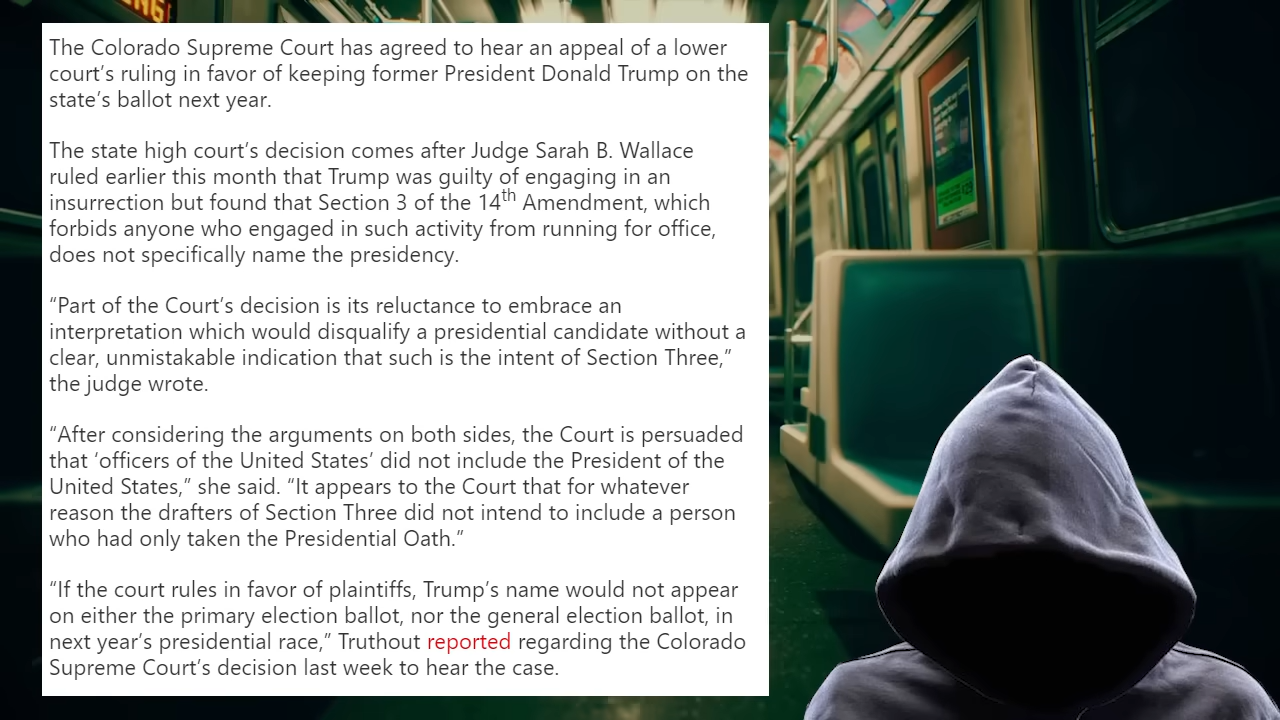 NG
The Colorado Supreme Court has agreed to hear an appeal of a lower
court’s ruling in favor of keeping former President Donald Trump on the
state’s ballot next year.
The state high court’s decision comes after Judge Sarah B. Wallace
ruled earlier this month that Trump was guilty of engaging in an
insurrection but found that Section 3 of the 14th Amendment, which
forbids anyone who engaged in such activity from running for office,
does not specifically name the presidency.
“Part of the Court’s decision is its reluctance to embrace an
interpretation which would disqualify a presidential candidate without a
clear, unmistakable indication that such is the intent of Section Three,”
the judge wrote.
“After considering the arguments on both sides, the Court is persuaded
that ‘officers of the United States’ did not include the President of the
United States,” she said. “It appears to the Court that for whatever
reason the drafters of Section Three did not intend to include a person
who had only taken the Presidential Oath.”
“If the court rules in favor of plaintiffs, Trump’s name would not appear
on either the primary election ballot, nor the general election ballot, in
next year’s presidential race,” Truthout reported regarding the Colorado
Supreme Court’s decision last week to hear the case.